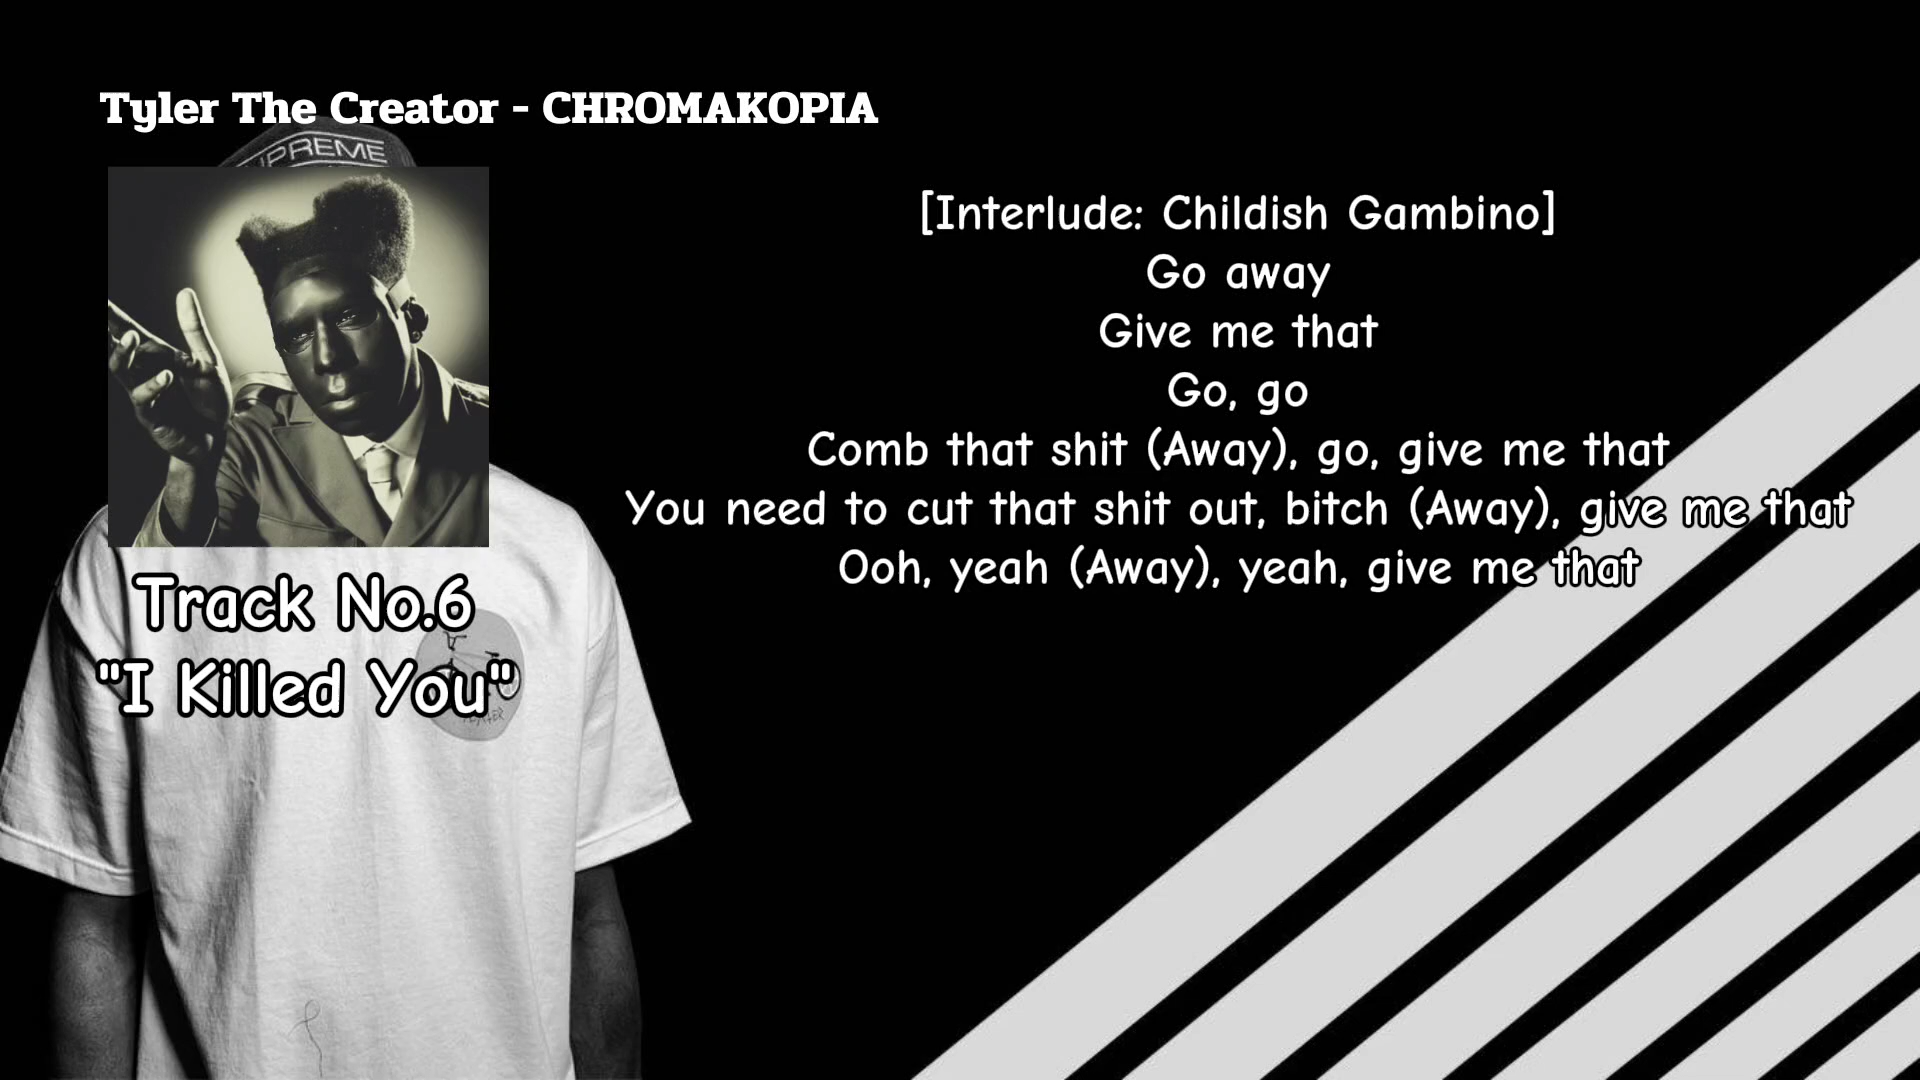 Tyler The Creator - CHROMAKOPIA
UPREME
[Interlude: Childish Gambino]
Go away
Give me that
Go, go
Comb that shit (Away), go, give me that
You need to cut that shit out, bitch (Away), give me that
Ooh, yeah (Away), yeah, give me that
Track No.6
"I Killed You"